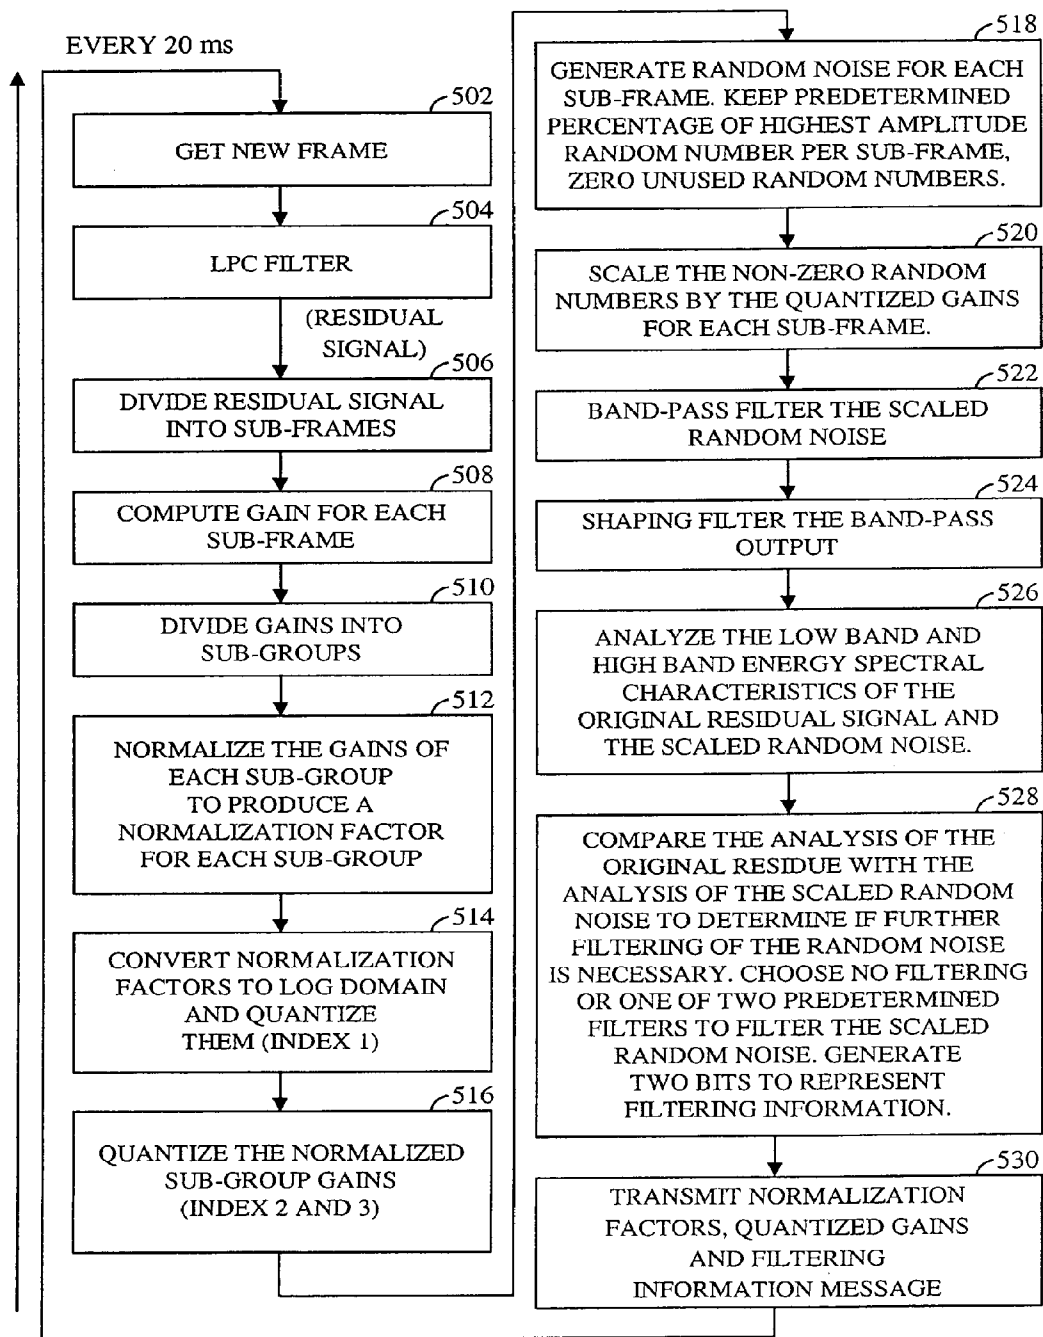 EVERY 20 ms
502
GET NEW FRAME
504
LPC FILTER
(RESIDUAL
SIGNAL)
506
DIVIDE RESIDUAL SIGNAL
INTO SUB-FRAMES
508
COMPUTE GAIN FOR EACH
SUB-FRAME
510
DIVIDE GAINS INTO
SUB-GROUPS
512
NORMALIZE THE GAINS OF
EACH SUB-GROUP
TO PRODUCE A
NORMALIZATION FACTOR
FOR EACH SUB-GROUP
514
CONVERT NORMALIZATION
FACTORS TO LOG DOMAIN
AND QUANTIZE
THEM (INDEX 1)
516
QUANTIZE THE NORMALIZED
SUB-GROUP GAINS
(INDEX 2 AND 3)
518
GENERATE RANDOM NOISE FOR EACH
SUB-FRAME. KEEP PREDETERMINED
PERCENTAGE OF HIGHEST AMPLITUDE
RANDOM NUMBER PER SUB-FRAME,
ZERO UNUSED RANDOM NUMBERS.
520
SCALE THE NON-ZERO RANDOM
NUMBERS BY THE QUANTIZED GAINS
FOR EACH SUB-FRAME.
522
BAND-PASS FILTER THE SCALED
RANDOM NOISE
524
SHAPING FILTER THE BAND-PASS
OUTPUT
526
ANALYZE THE LOW BAND AND
HIGH BAND ENERGY SPECTRAL
CHARACTERISTICS OF THE
ORIGINAL RESIDUAL SIGNAL AND
THE SCALED RANDOM NOISE.
528
COMPARE THE ANALYSIS OF THE
ORIGINAL RESIDUE WITH THE
ANALYSIS OF THE SCALED RANDOM
NOISE TO DETERMINE IF FURTHER
FILTERING OF THE RANDOM NOISE
IS NECESSARY. CHOOSE NO FILTERING
OR ONE OF TWO PREDETERMINED
FILTERS TO FILTER THE SCALED
RANDOM NOISE. GENERATE
TWO BITS TO REPRESENT
FILTERING INFORMATION.
530
TRANSMIT NORMALIZATION
FACTORS, QUANTIZED GAINS
AND FILTERING
INFORMATION MESSAGE